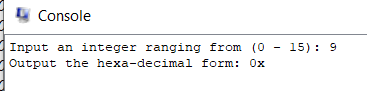 Console
Input an integer ranging from (0 - 15): 9
Output the hexa-decimal form: 0x